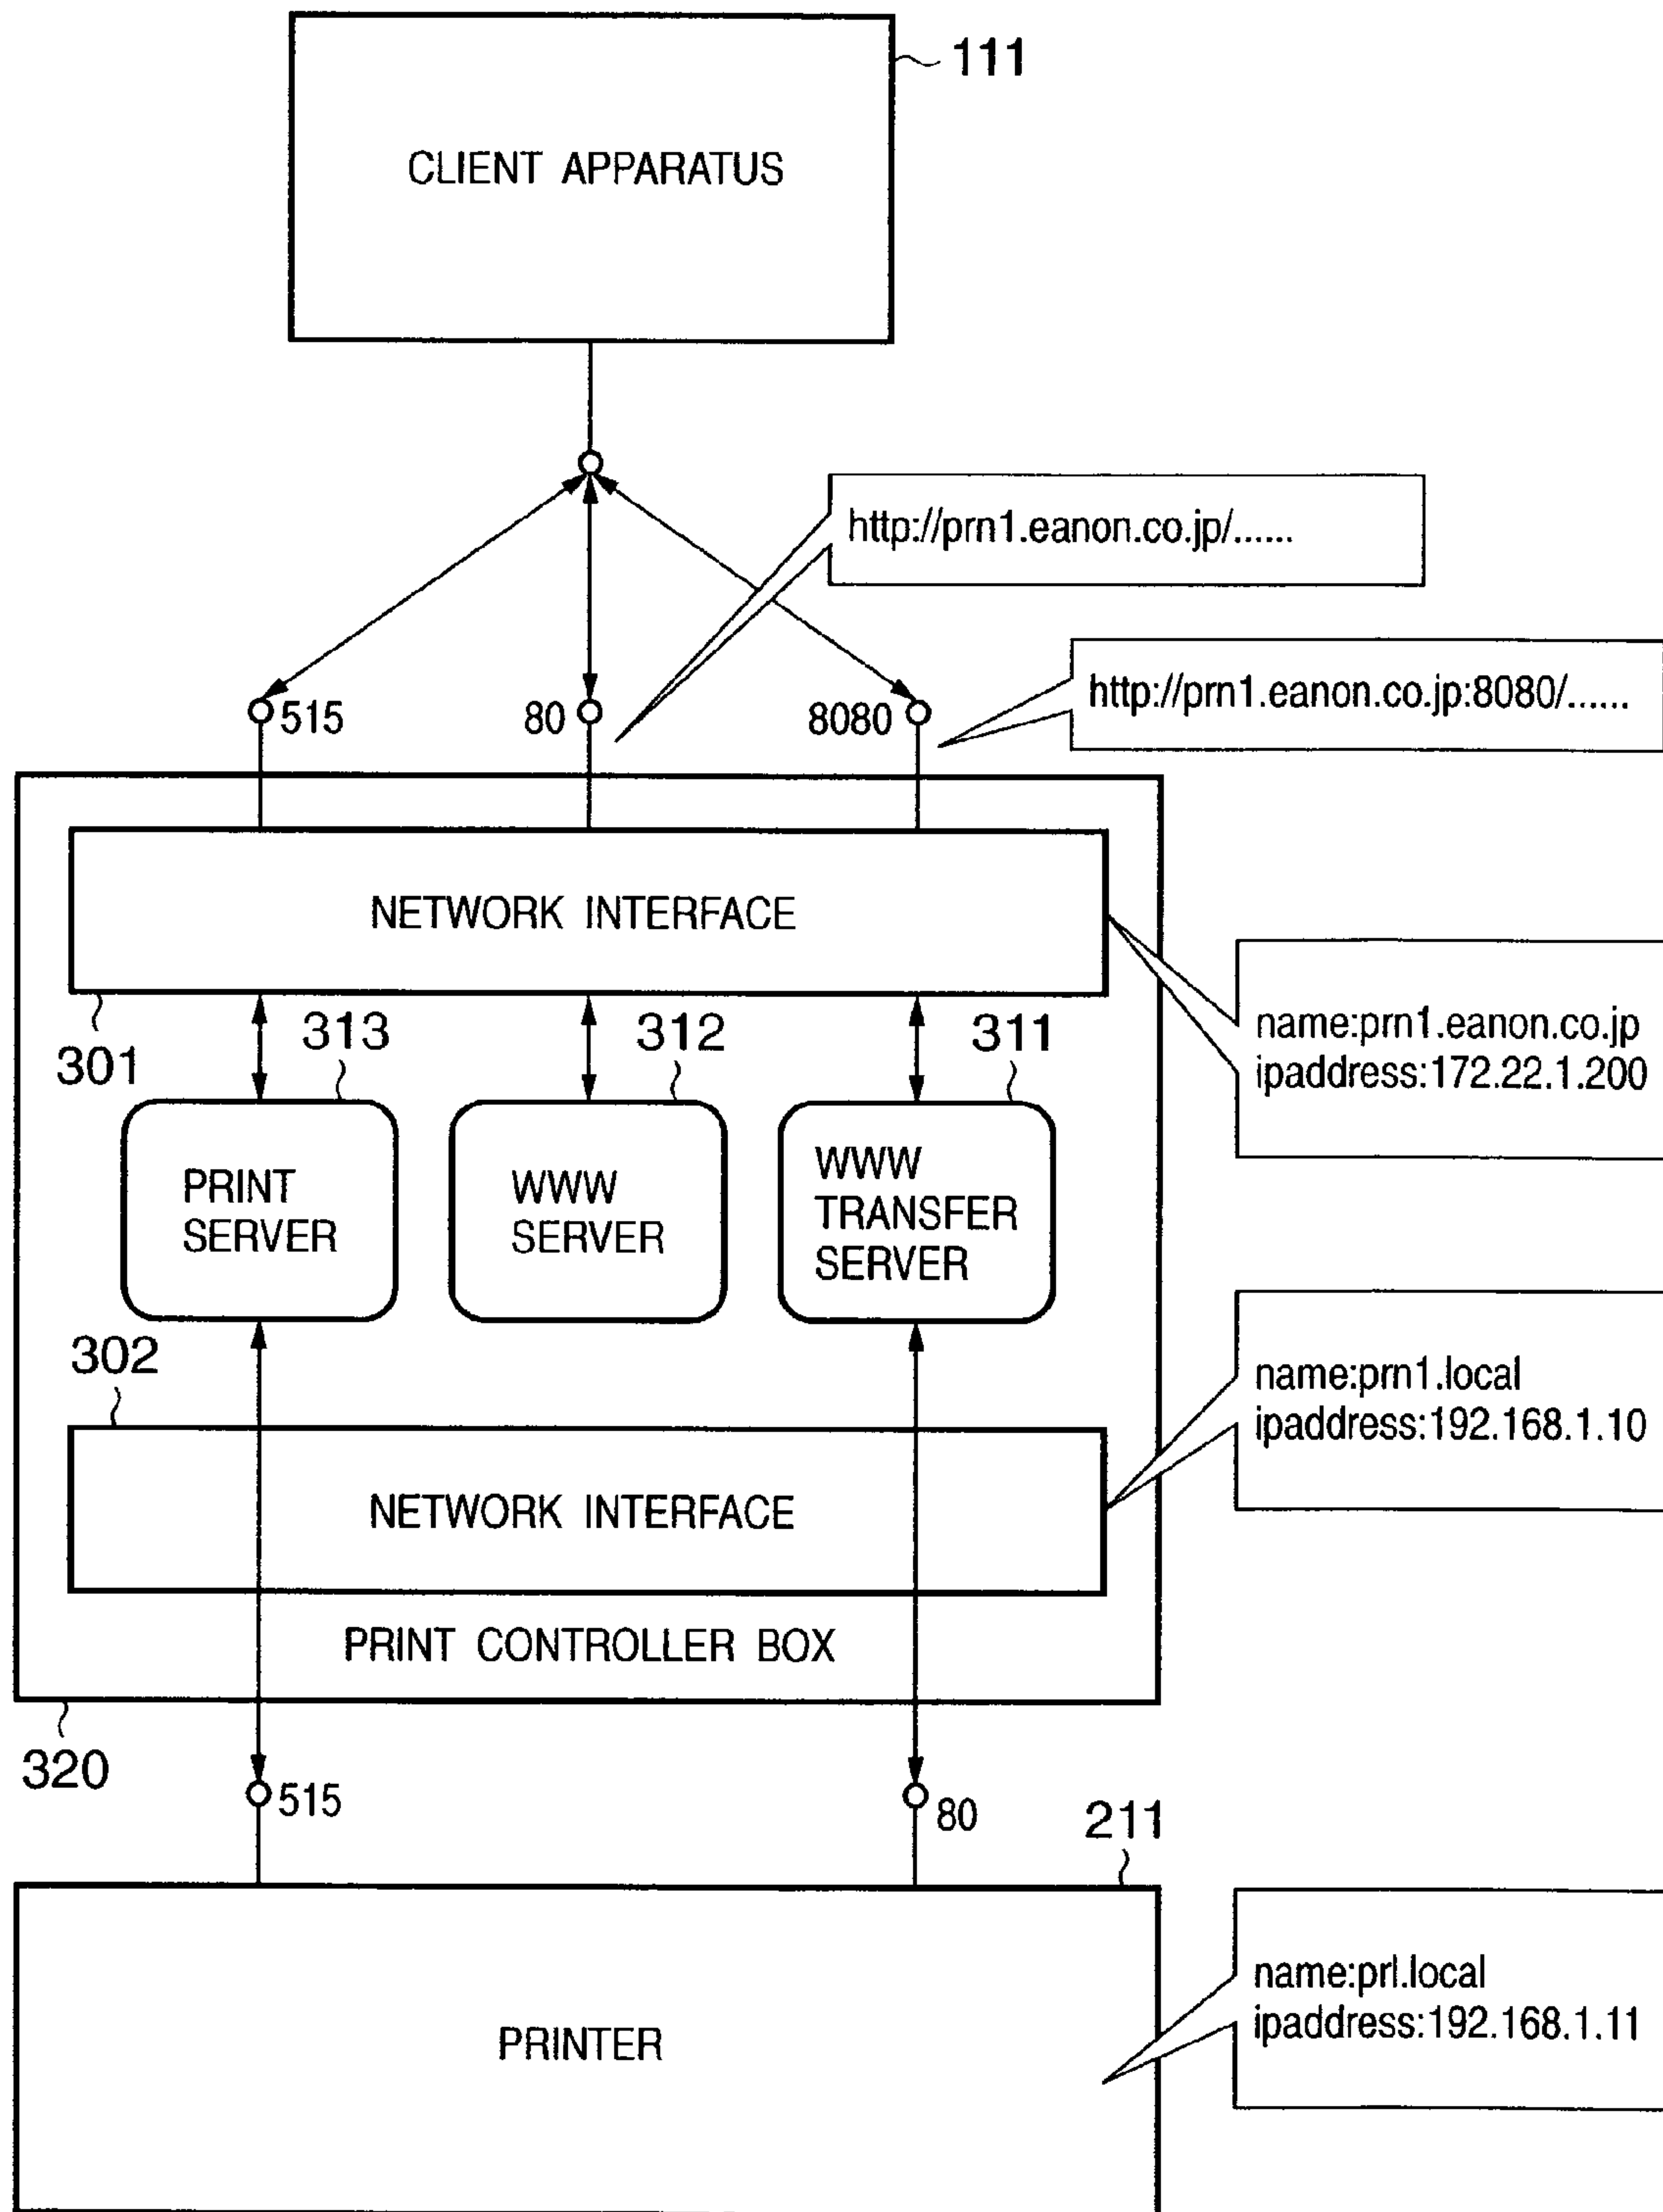 111
CLIENT APPARATUS
http://prn1.eanon.co.jp/......
http://prn1.eanon.co.jp:8080/......
515
80
8080
NETWORK INTERFACE
name:prn1.eanon.co.jp
ipaddress:172.22.1.200
301
313
312
311
PRINT
SERVER
WWW
SERVER
WWW
TRANSFER
SERVER
302
name:prn1.local
ipaddress:192.168.1.10
NETWORK INTERFACE
PRINT CONTROLLER BOX
320
515
80
211
name:prl.local
ipaddress:192.168.1.11
PRINTER